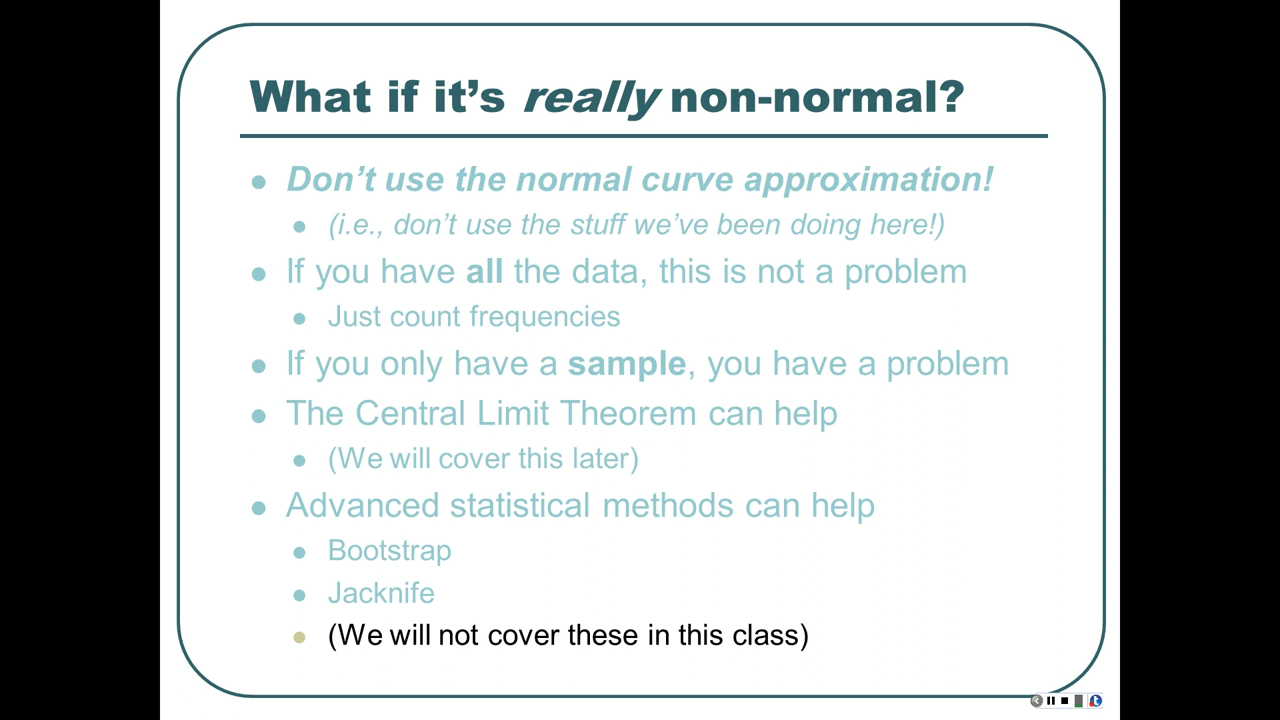 What if it's really non-normal?
Don't use the normal curve approximation!
(i.e., don't use the stuff we've been doing here!)
If you have all the data, this is not a problem
Just count frequencies
If you only have a sample, you have a problem
The Central Limit Theorem can help
(We will cover this later)
Advanced statistical methods can help
Bootstrap
Jacknife
(We will not cover these in this class)